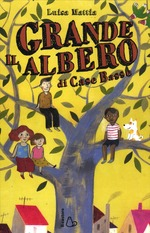 Luisa Mattia
GRANDE
IL ALBERO
di Case Basse